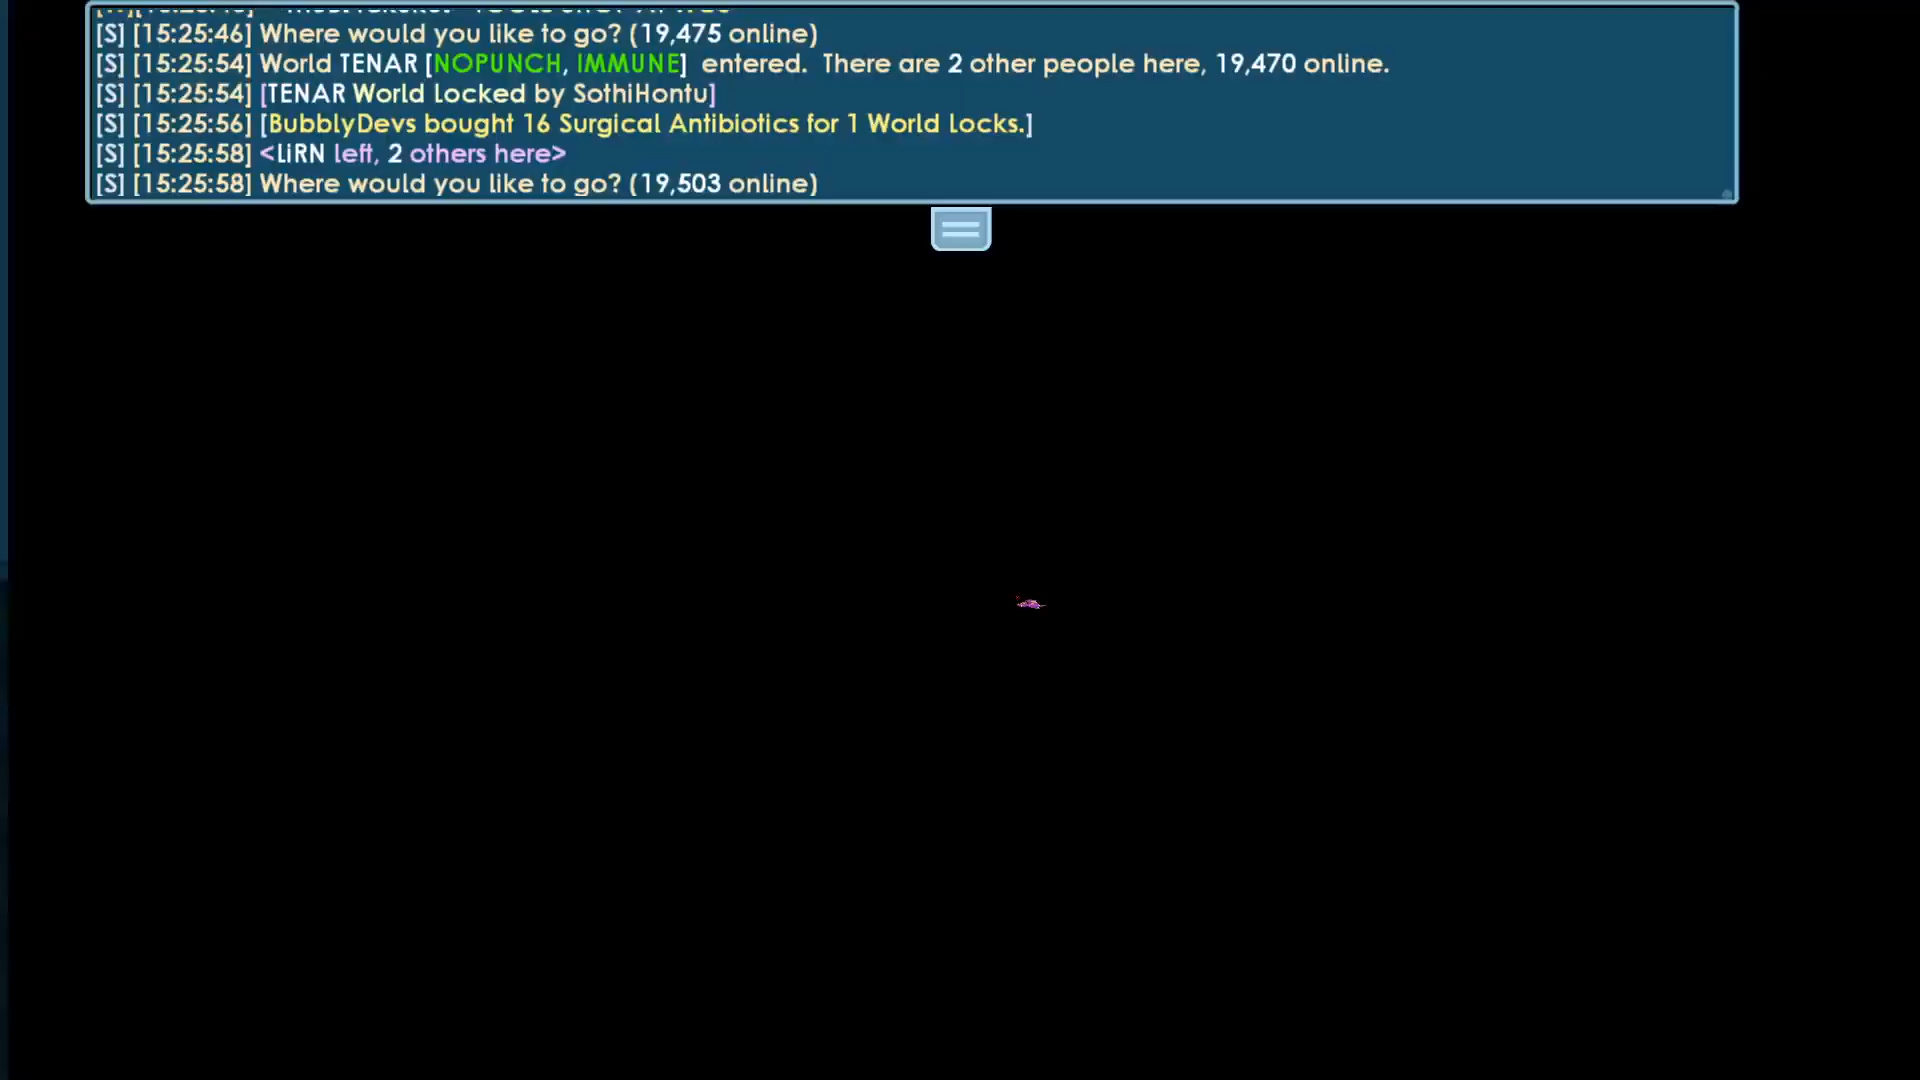 [S] [15:25:46] Where would you like to go? (19,475 online)
[S] [15:25:54] World TENAR [NOPUNCH, IMMUNE] entered. There are 2 other people here, 19,470 online.
[S] [15:25:54] [TENAR World Locked by SothiHontu]
[S] [15:25:56] [BubblyDevs bought 16 Surgical Antibiotics for 1 World Locks.]
[S] [15:25:58] <LiRN left, 2 others here>
[S] [15:25:58] Where would you like to go? (19,503 online)